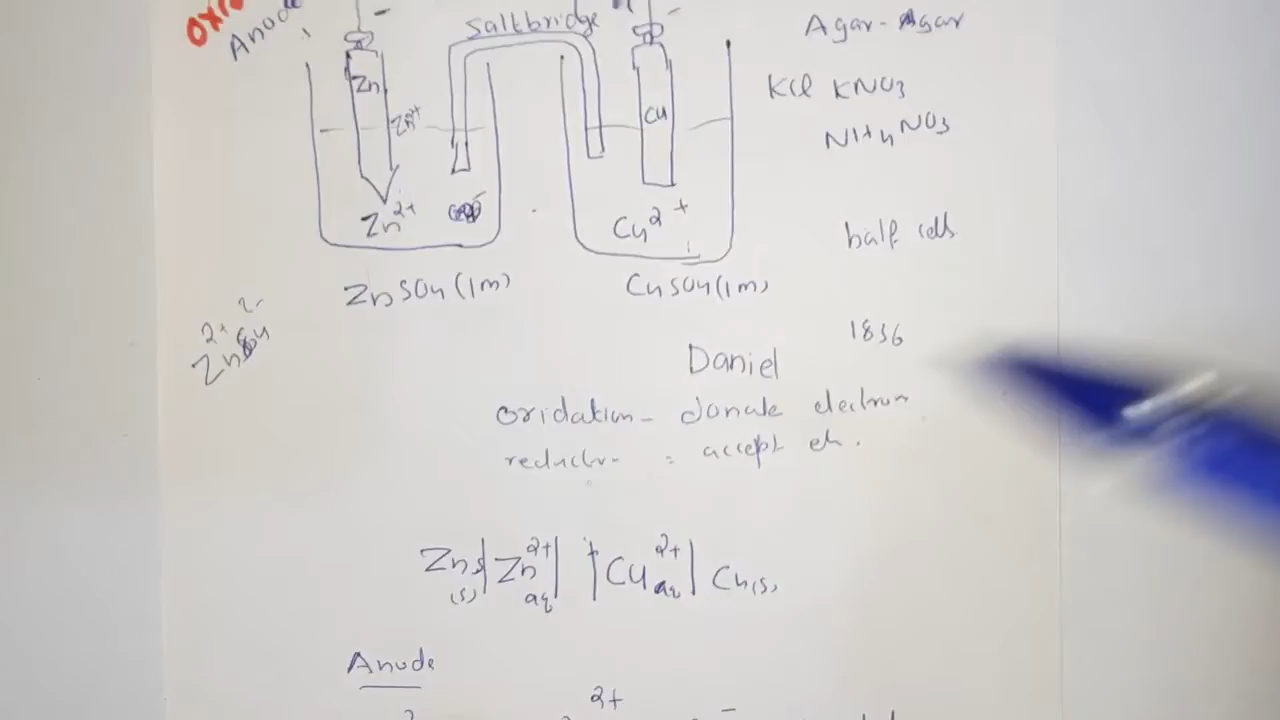 Anode
Saltbridge
Agar-Agar
Zn
Zn2+
Cu
KCl KNO3
NH4NO3
Zn2+
Cu2+
half cells
ZnSO4 (1m)
CuSO4 (1m)
1836
Daniel
oxidation - donate electron
reduction = accept eh.
Zn(s)|Zn2+aq| |Cu2+aq| Cu(s)
Anode
2+